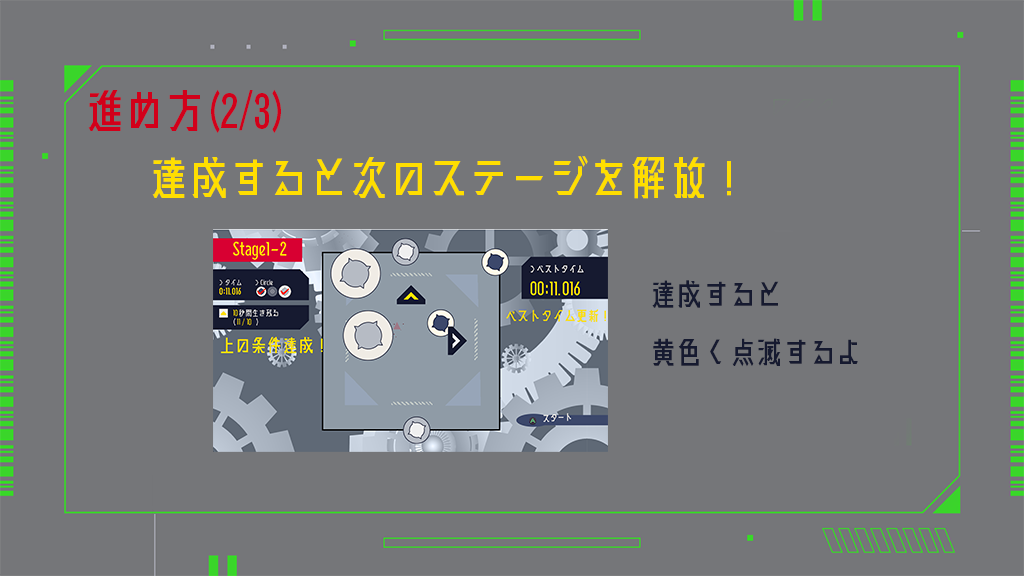 進め方(2/3)
達成すると次のステージを解放！
Stage1-2
タイム
Circle
0:11.016
10秒間生き残る
(11/10 )
上の条件達成！
ベストタイム
00:11.016
ベストタイム更新！
スタート
達成すると
黄色く点滅するよ